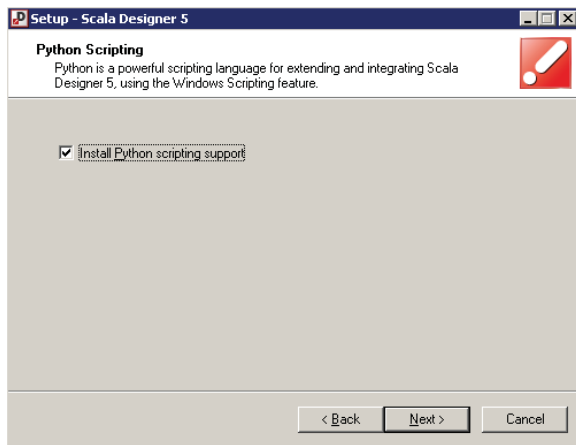 Setup - Scala Designer 5
Python Scripting
Python is a powerful scripting language for extending and integrating Scala
Designer 5, using the Windows Scripting feature.
Install Python scripting support
< Back Next > Cancel